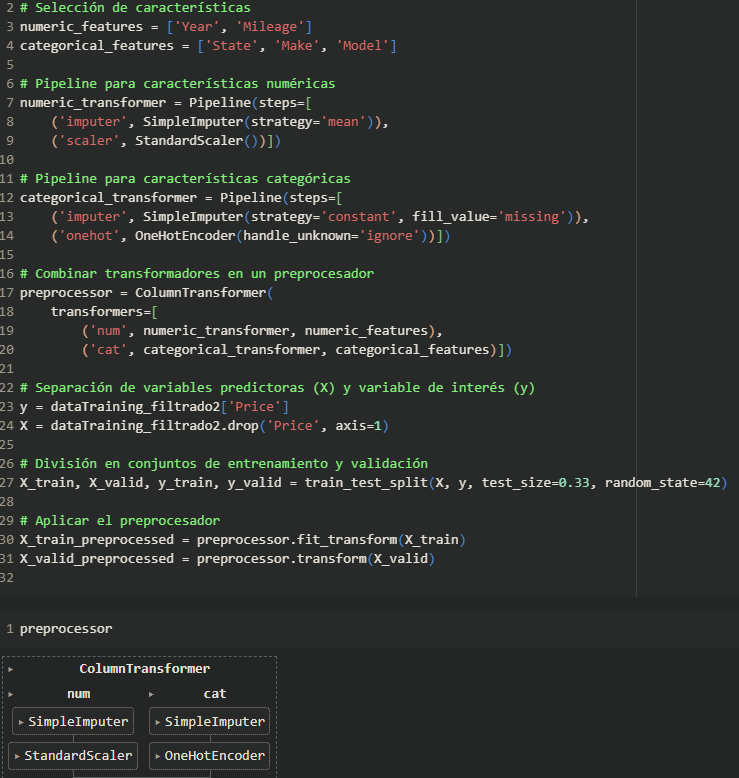 2 # Selección de características
3 numeric_features = ['Year', 'Mileage']
4 categorical_features = ['State', 'Make', 'Model']
5
6 # Pipeline para características numéricas
7 numeric_transformer = Pipeline(steps=[
8     ('imputer', SimpleImputer(strategy='mean')),
9     ('scaler', StandardScaler())])
10
11 # Pipeline para características categóricas
12 categorical_transformer = Pipeline(steps=[
13     ('imputer', SimpleImputer(strategy='constant', fill_value='missing')),
14     ('onehot', OneHotEncoder(handle_unknown='ignore'))])
15
16 # Combinar transformadores en un preprocesador
17 preprocessor = ColumnTransformer(
18     transformers=[
19         ('num', numeric_transformer, numeric_features),
20         ('cat', categorical_transformer, categorical_features)])
21
22 # Separación de variables predictoras (X) y variable de interés (y)
23 y = dataTraining_filtrado2['Price']
24 X = dataTraining_filtrado2.drop('Price', axis=1)
25
26 # División en conjuntos de entrenamiento y validación
27 X_train, X_valid, y_train, y_valid = train_test_split(X, y, test_size=0.33, random_state=42)
28
29 # Aplicar el preprocesador
30 X_train_preprocessed = preprocessor.fit_transform(X_train)
31 X_valid_preprocessed = preprocessor.transform(X_valid)
32
1 preprocessor
▸ ColumnTransformer
▸ num ▸ cat
▸ SimpleImputer ▸ SimpleImputer
▸ StandardScaler ▸ OneHotEncoder